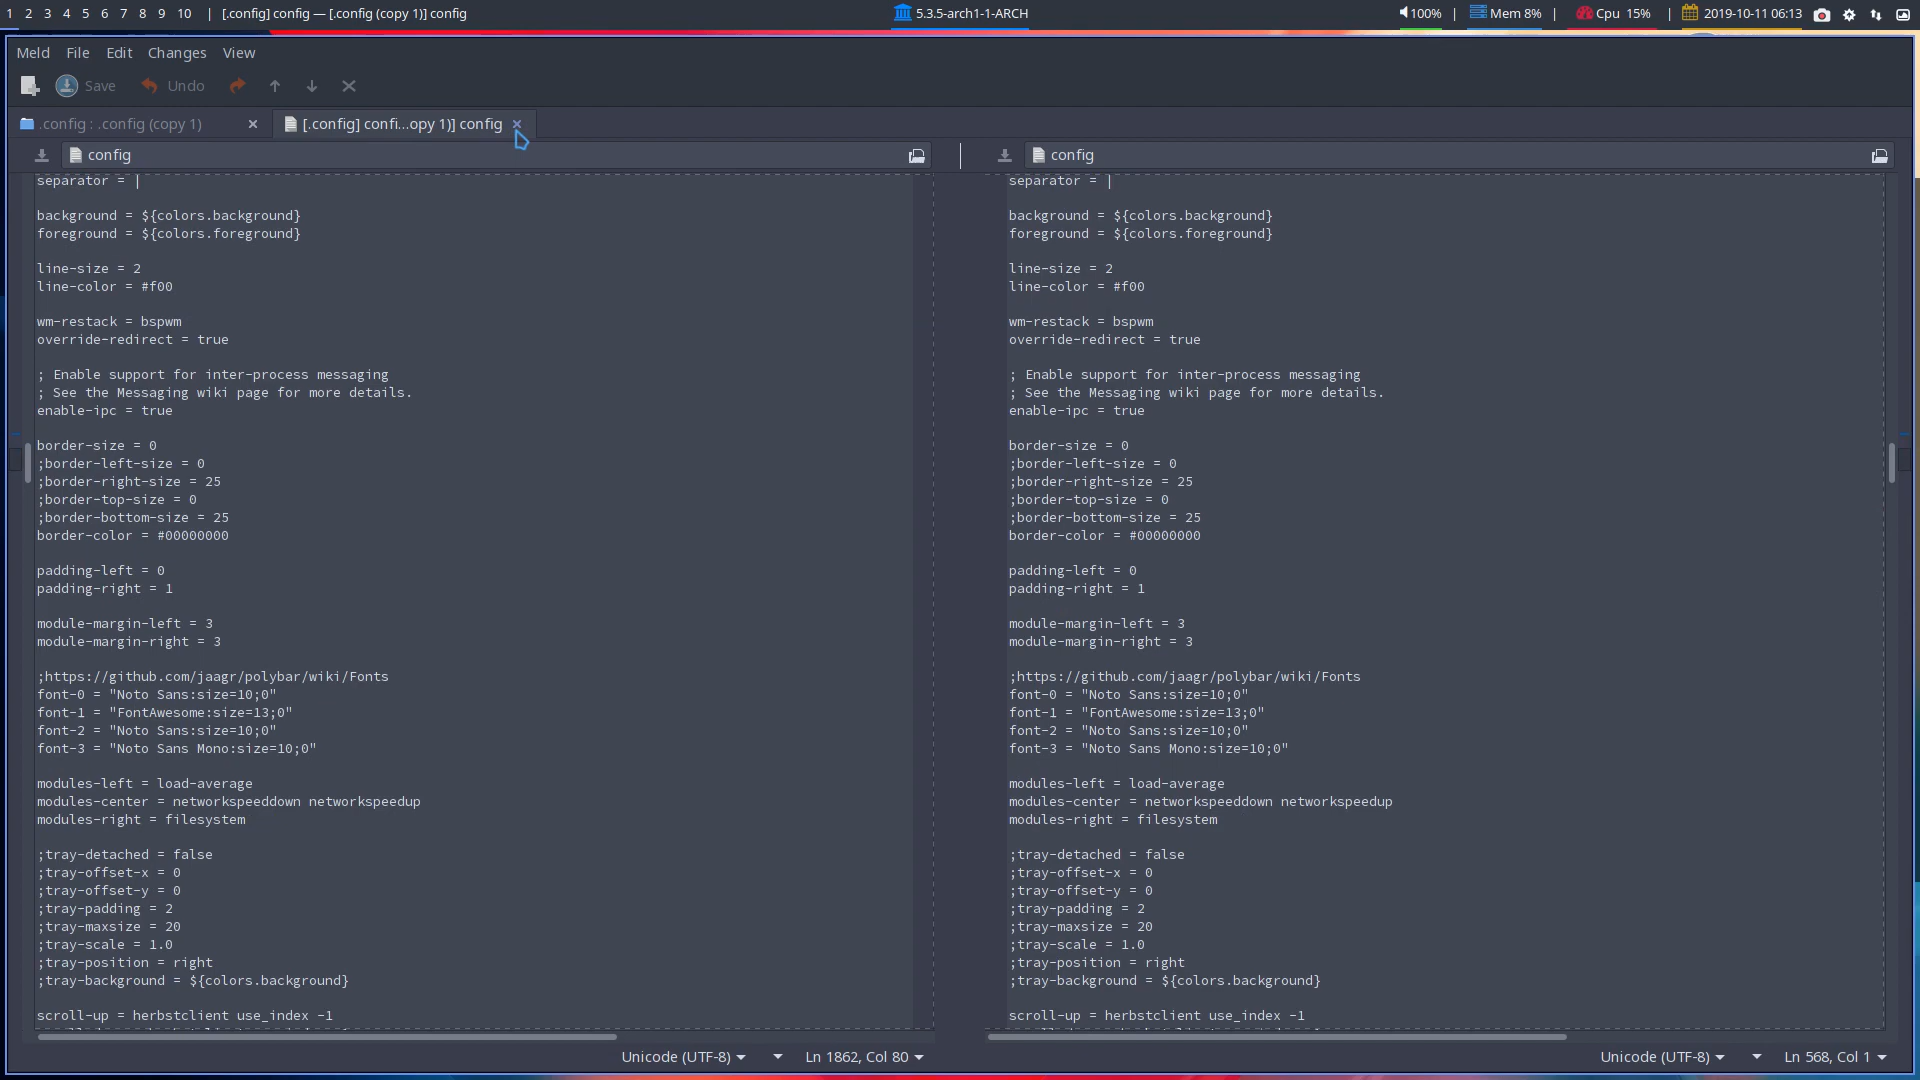 1 2 3 4 5 6 7 8 9 10 | [.config] config — [.config (copy 1)] config
5.3.5-arch1-1-ARCH
100% | Mem 8% | Cpu 15% | 2019-10-11 06:13
Meld File Edit Changes View
Save Undo
.config : .config (copy 1)
[.config] confi...opy 1)] config
config
separator = |
background = ${colors.background}
foreground = ${colors.foreground}
line-size = 2
line-color = #f00
wm-restack = bspwm
override-redirect = true
; Enable support for inter-process messaging
; See the Messaging wiki page for more details.
enable-ipc = true
border-size = 0
;border-left-size = 0
;border-right-size = 25
;border-top-size = 0
;border-bottom-size = 25
border-color = #00000000
padding-left = 0
padding-right = 1
module-margin-left = 3
module-margin-right = 3
;https://github.com/jaagr/polybar/wiki/Fonts
font-0 = "Noto Sans:size=10;0"
font-1 = "FontAwesome:size=13;0"
font-2 = "Noto Sans:size=10;0"
font-3 = "Noto Sans Mono:size=10;0"
modules-left = load-average
modules-center = networkspeeddown networkspeedup
modules-right = filesystem
;tray-detached = false
;tray-offset-x = 0
;tray-offset-y = 0
;tray-padding = 2
;tray-maxsize = 20
;tray-scale = 1.0
;tray-position = right
;tray-background = ${colors.background}
scroll-up = herbstclient use_index -1
Unicode (UTF-8) Ln 1862, Col 80
config
separator = |
background = ${colors.background}
foreground = ${colors.foreground}
line-size = 2
line-color = #f00
wm-restack = bspwm
override-redirect = true
; Enable support for inter-process messaging
; See the Messaging wiki page for more details.
enable-ipc = true
border-size = 0
;border-left-size = 0
;border-right-size = 25
;border-top-size = 0
;border-bottom-size = 25
border-color = #00000000
padding-left = 0
padding-right = 1
module-margin-left = 3
module-margin-right = 3
;https://github.com/jaagr/polybar/wiki/Fonts
font-0 = "Noto Sans:size=10;0"
font-1 = "FontAwesome:size=13;0"
font-2 = "Noto Sans:size=10;0"
font-3 = "Noto Sans Mono:size=10;0"
modules-left = load-average
modules-center = networkspeeddown networkspeedup
modules-right = filesystem
;tray-detached = false
;tray-offset-x = 0
;tray-offset-y = 0
;tray-padding = 2
;tray-maxsize = 20
;tray-scale = 1.0
;tray-position = right
;tray-background = ${colors.background}
scroll-up = herbstclient use_index -1
Unicode (UTF-8) Ln 568, Col 1